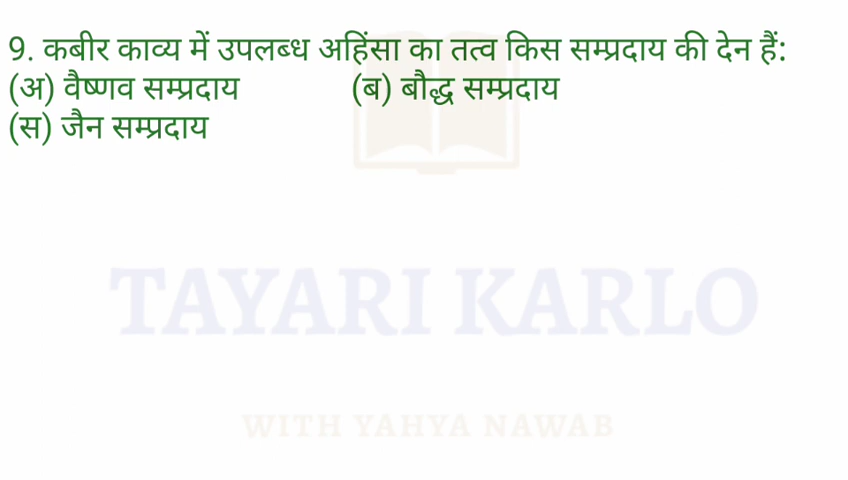 9. कबीर काव्य में उपलब्ध अहिंसा का तत्व किस सम्प्रदाय की देन हैं:
(अ) वैष्णव सम्प्रदाय (ब) बौद्ध सम्प्रदाय
(स) जैन सम्प्रदाय
TAYARI KARLO
WITH YAHYA NAWAB